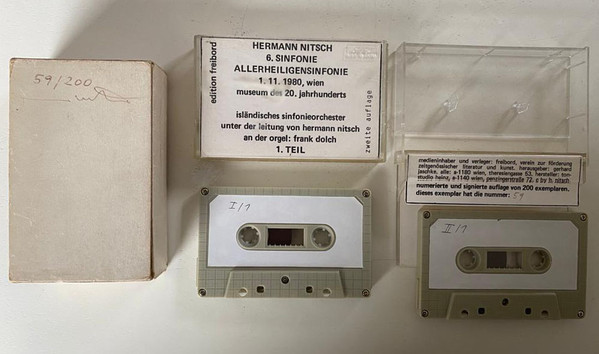 59/200
edition freibord
HERMANN NITSCH
6. SINFONIE
ALLERHEILIGENSINFONIE
1. 11. 1980, wien
museum des 20. jahrhunderts
isländisches sinfonieorchester
unter der leitung von hermann nitsch
an der orgel: frank dolch
1. TEIL
zweite auflage
medieninhaber und verleger: freibord, verein zur förderung
zeitgenössischer literatur und kunst. herausgeber: gerhard
jaschke. alle: a-1180 wien, theresiengasse 53. hersteller: ton-
studio heinz, a-1140 wien, penzingerstraße 72. © by h. nitsch
numerierte und signierte auflage von 200 exemplaren.
dieses exemplar hat die nummer: 59
I/1
II/1